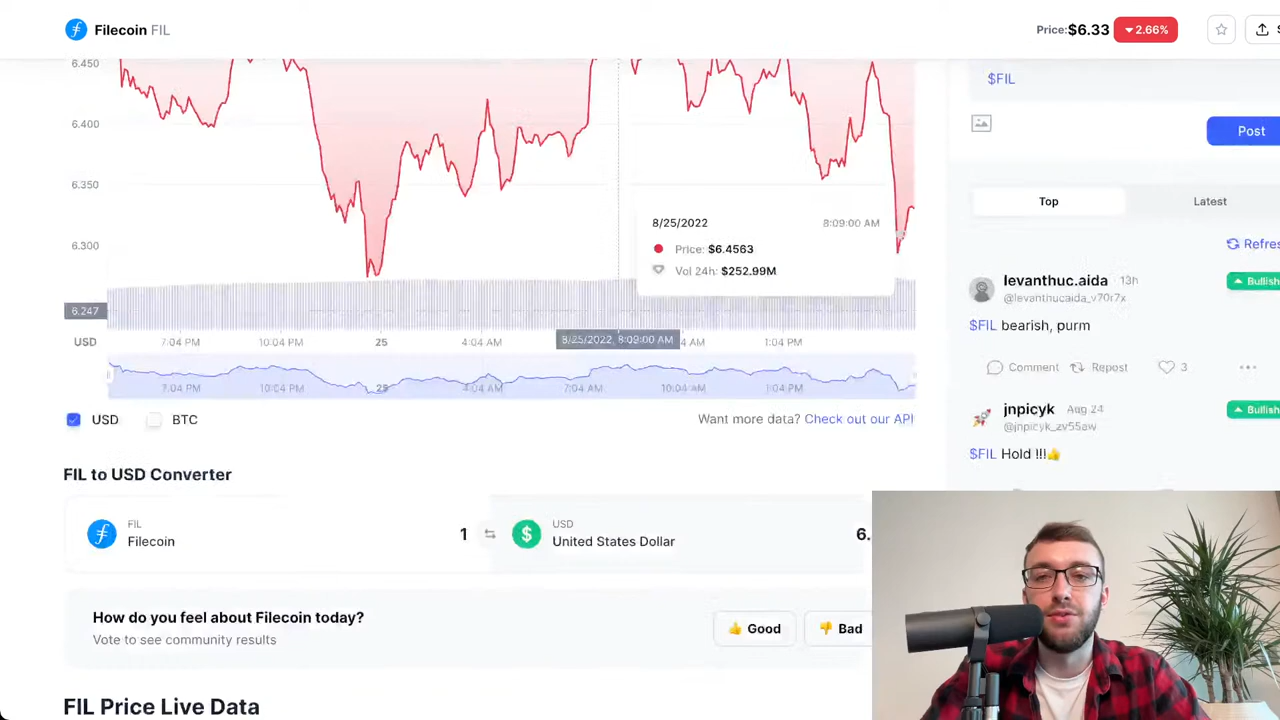 Filecoin FIL
Price:$6.33 2.66%
6.450
6.400
6.350
6.300
6.247
USD
8/25/2022 8:09:00 AM
Price: $6.4563
Vol 24h: $252.99M
7:04 PM 10:04 PM 25 4:04 AM 8/25/2022, 8:09:00 AM 4 AM 1:04 PM
7:04 PM 10:04 PM 25 4:04 AM 7:04 AM 10:04 AM 1:04 PM
USD BTC
Want more data? Check out our API
FIL to USD Converter
FIL
Filecoin
1
USD
United States Dollar
6.
How do you feel about Filecoin today?
Vote to see community results
Good Bad
FIL Price Live Data
$FIL
Post
Top Latest
Refres
levanthuc.aida 13h
@levanthucaida_v70r7x
Bullish
$FIL bearish, purm
Comment Repost 3
jnpicyk Aug 24
@jnpicyk_zv55aw
Bullish
$FIL Hold !!!👍